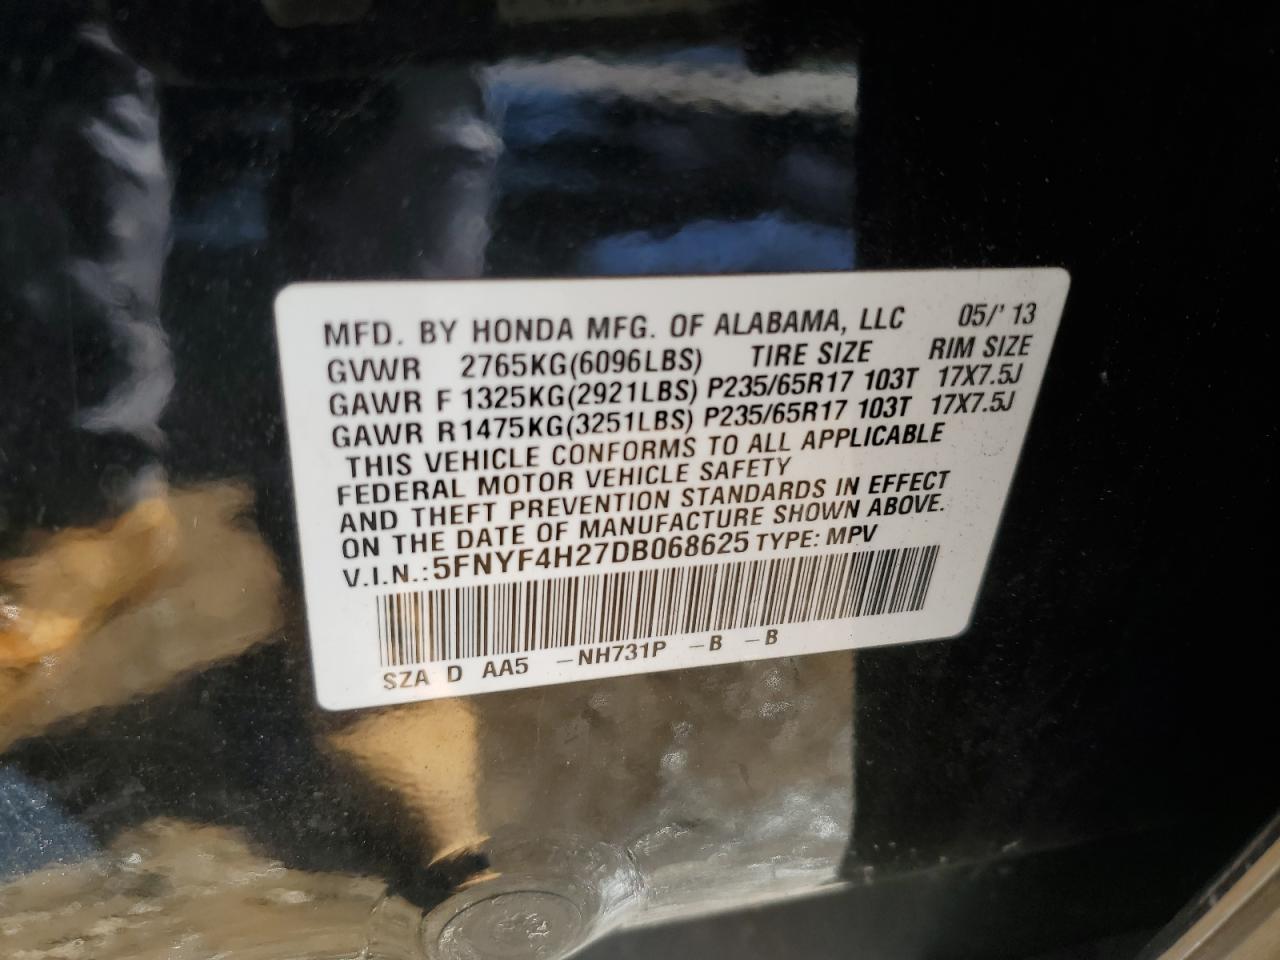 MFD. BY HONDA MFG. OF ALABAMA, LLC 05/' 13
GVWR 2765KG(6096LBS) TIRE SIZE RIM SIZE
GAWR F 1325KG(2921LBS) P235/65R17 103T 17X7.5J
GAWR R1475KG(3251LBS) P235/65R17 103T 17X7.5J
THIS VEHICLE CONFORMS TO ALL APPLICABLE
FEDERAL MOTOR VEHICLE SAFETY
AND THEFT PREVENTION STANDARDS IN EFFECT
ON THE DATE OF MANUFACTURE SHOWN ABOVE.
V.I.N.:5FNYF4H27DB068625 TYPE: MPV
SZA D AA5 -NH731P -B -B